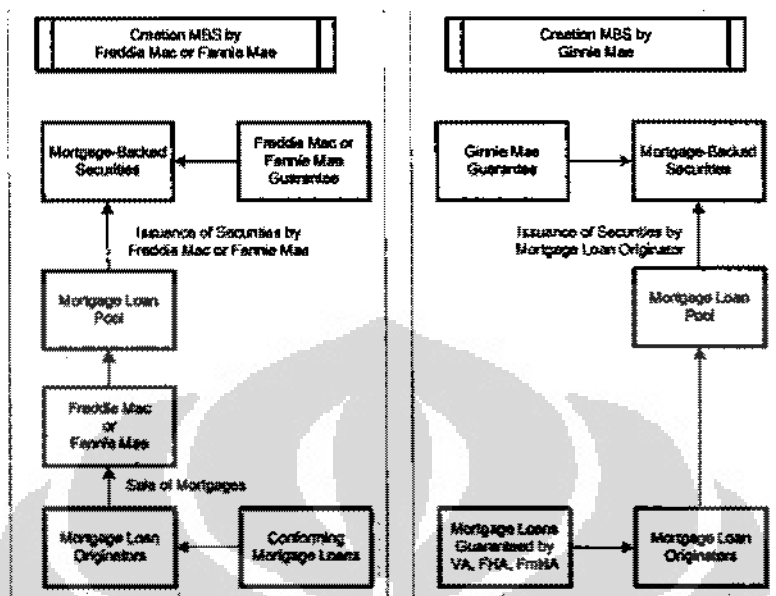 Creation MBS by
Freddie Mac or Fannie Mae
Mortgage-Backed
Securities
Freddie Mac or
Fannie Mae
Guarantee
Issuance of Securities by
Freddie Mac or Fannie Mae
Mortgage Loan
Pool
Freddie Mac
or
Fannie Mae
Sale of Mortgages
Mortgage Loan
Originators
Conforming
Mortgage Loans
Creation MBS by
Ginnie Mae
Ginnie Mae
Guarantee
Mortgage-Backed
Securities
Issuance of Securities by
Mortgage Loan Originator
Mortgage Loan
Pool
Mortgage Loans
Guaranteed by
VA, FHA, FmHA
Mortgage Loan
Originators